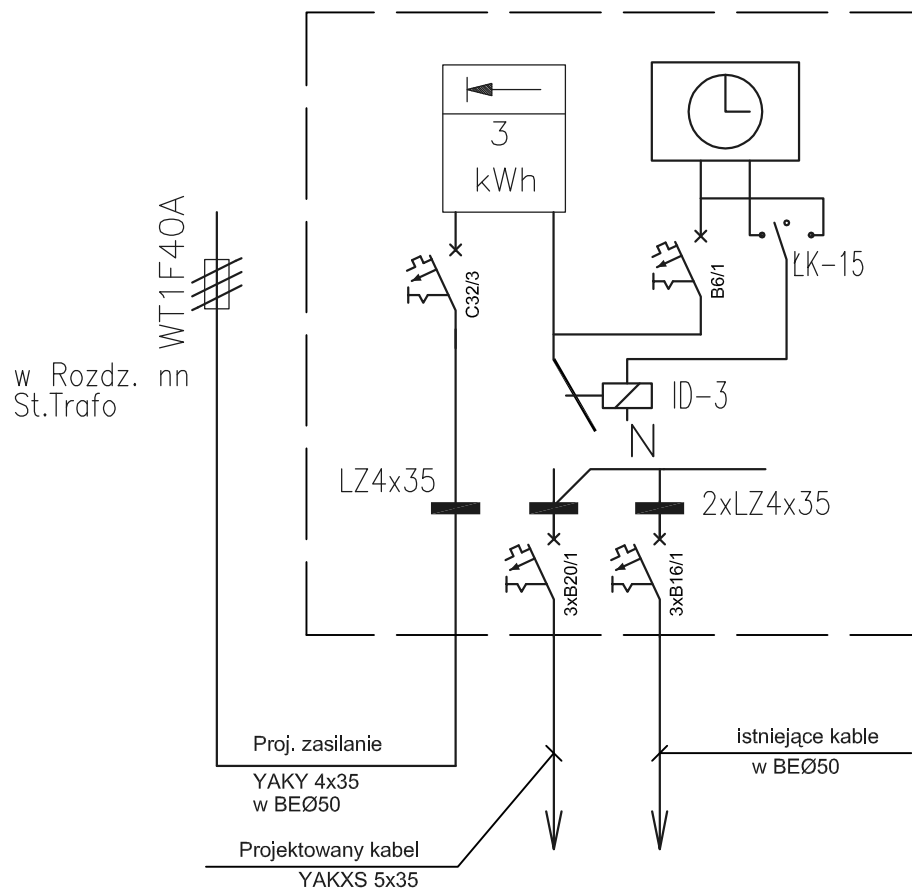 3
kWh
WT1F40A
C32/3
B6/1
ŁK-15
w Rozdz. nn
St.Trafo
ID-3
N
LZ4x35
2xLZ4x35
3xB20/1
3xB16/1
Proj. zasilanie
YAKY 4x35
w BEØ50
istniejące kable
w BEØ50
Projektowany kabel
YAKXS 5x35